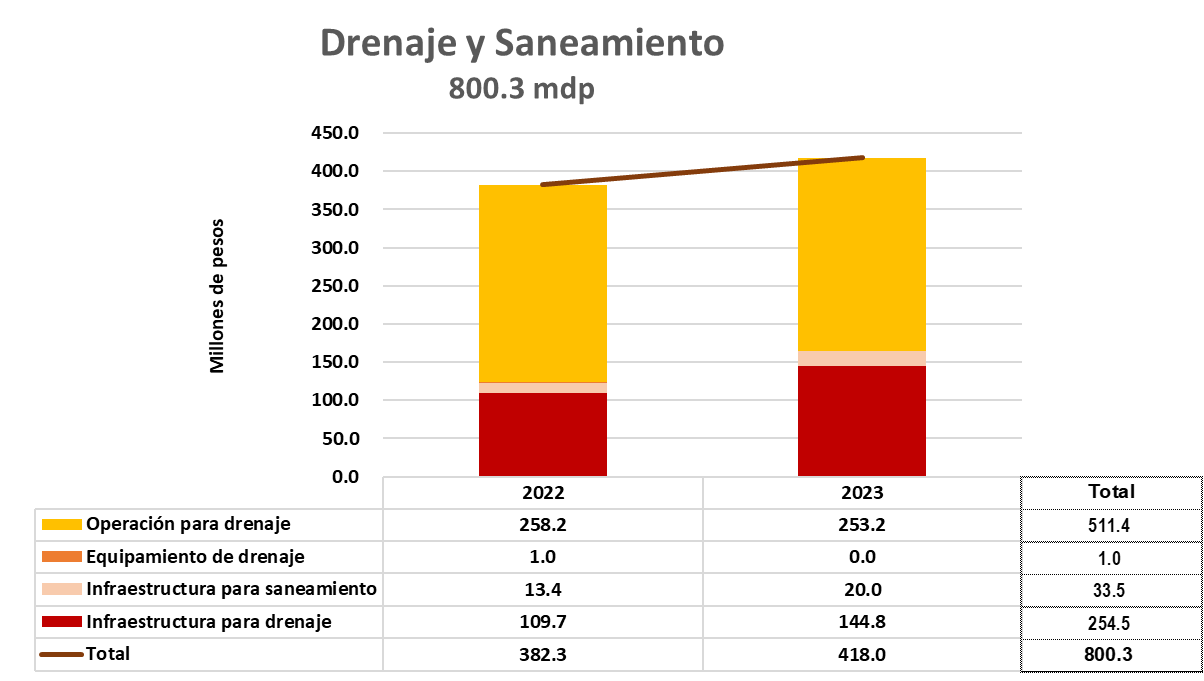 Drenaje y Saneamiento
800.3 mdp
Millones de pesos
450.0
400.0
350.0
300.0
250.0
200.0
150.0
100.0
50.0
0.0
2022 2023 Total
Operación para drenaje 258.2 253.2 511.4
Equipamiento de drenaje 1.0 0.0 1.0
Infraestructura para saneamiento 13.4 20.0 33.5
Infraestructura para drenaje 109.7 144.8 254.5
Total 382.3 418.0 800.3